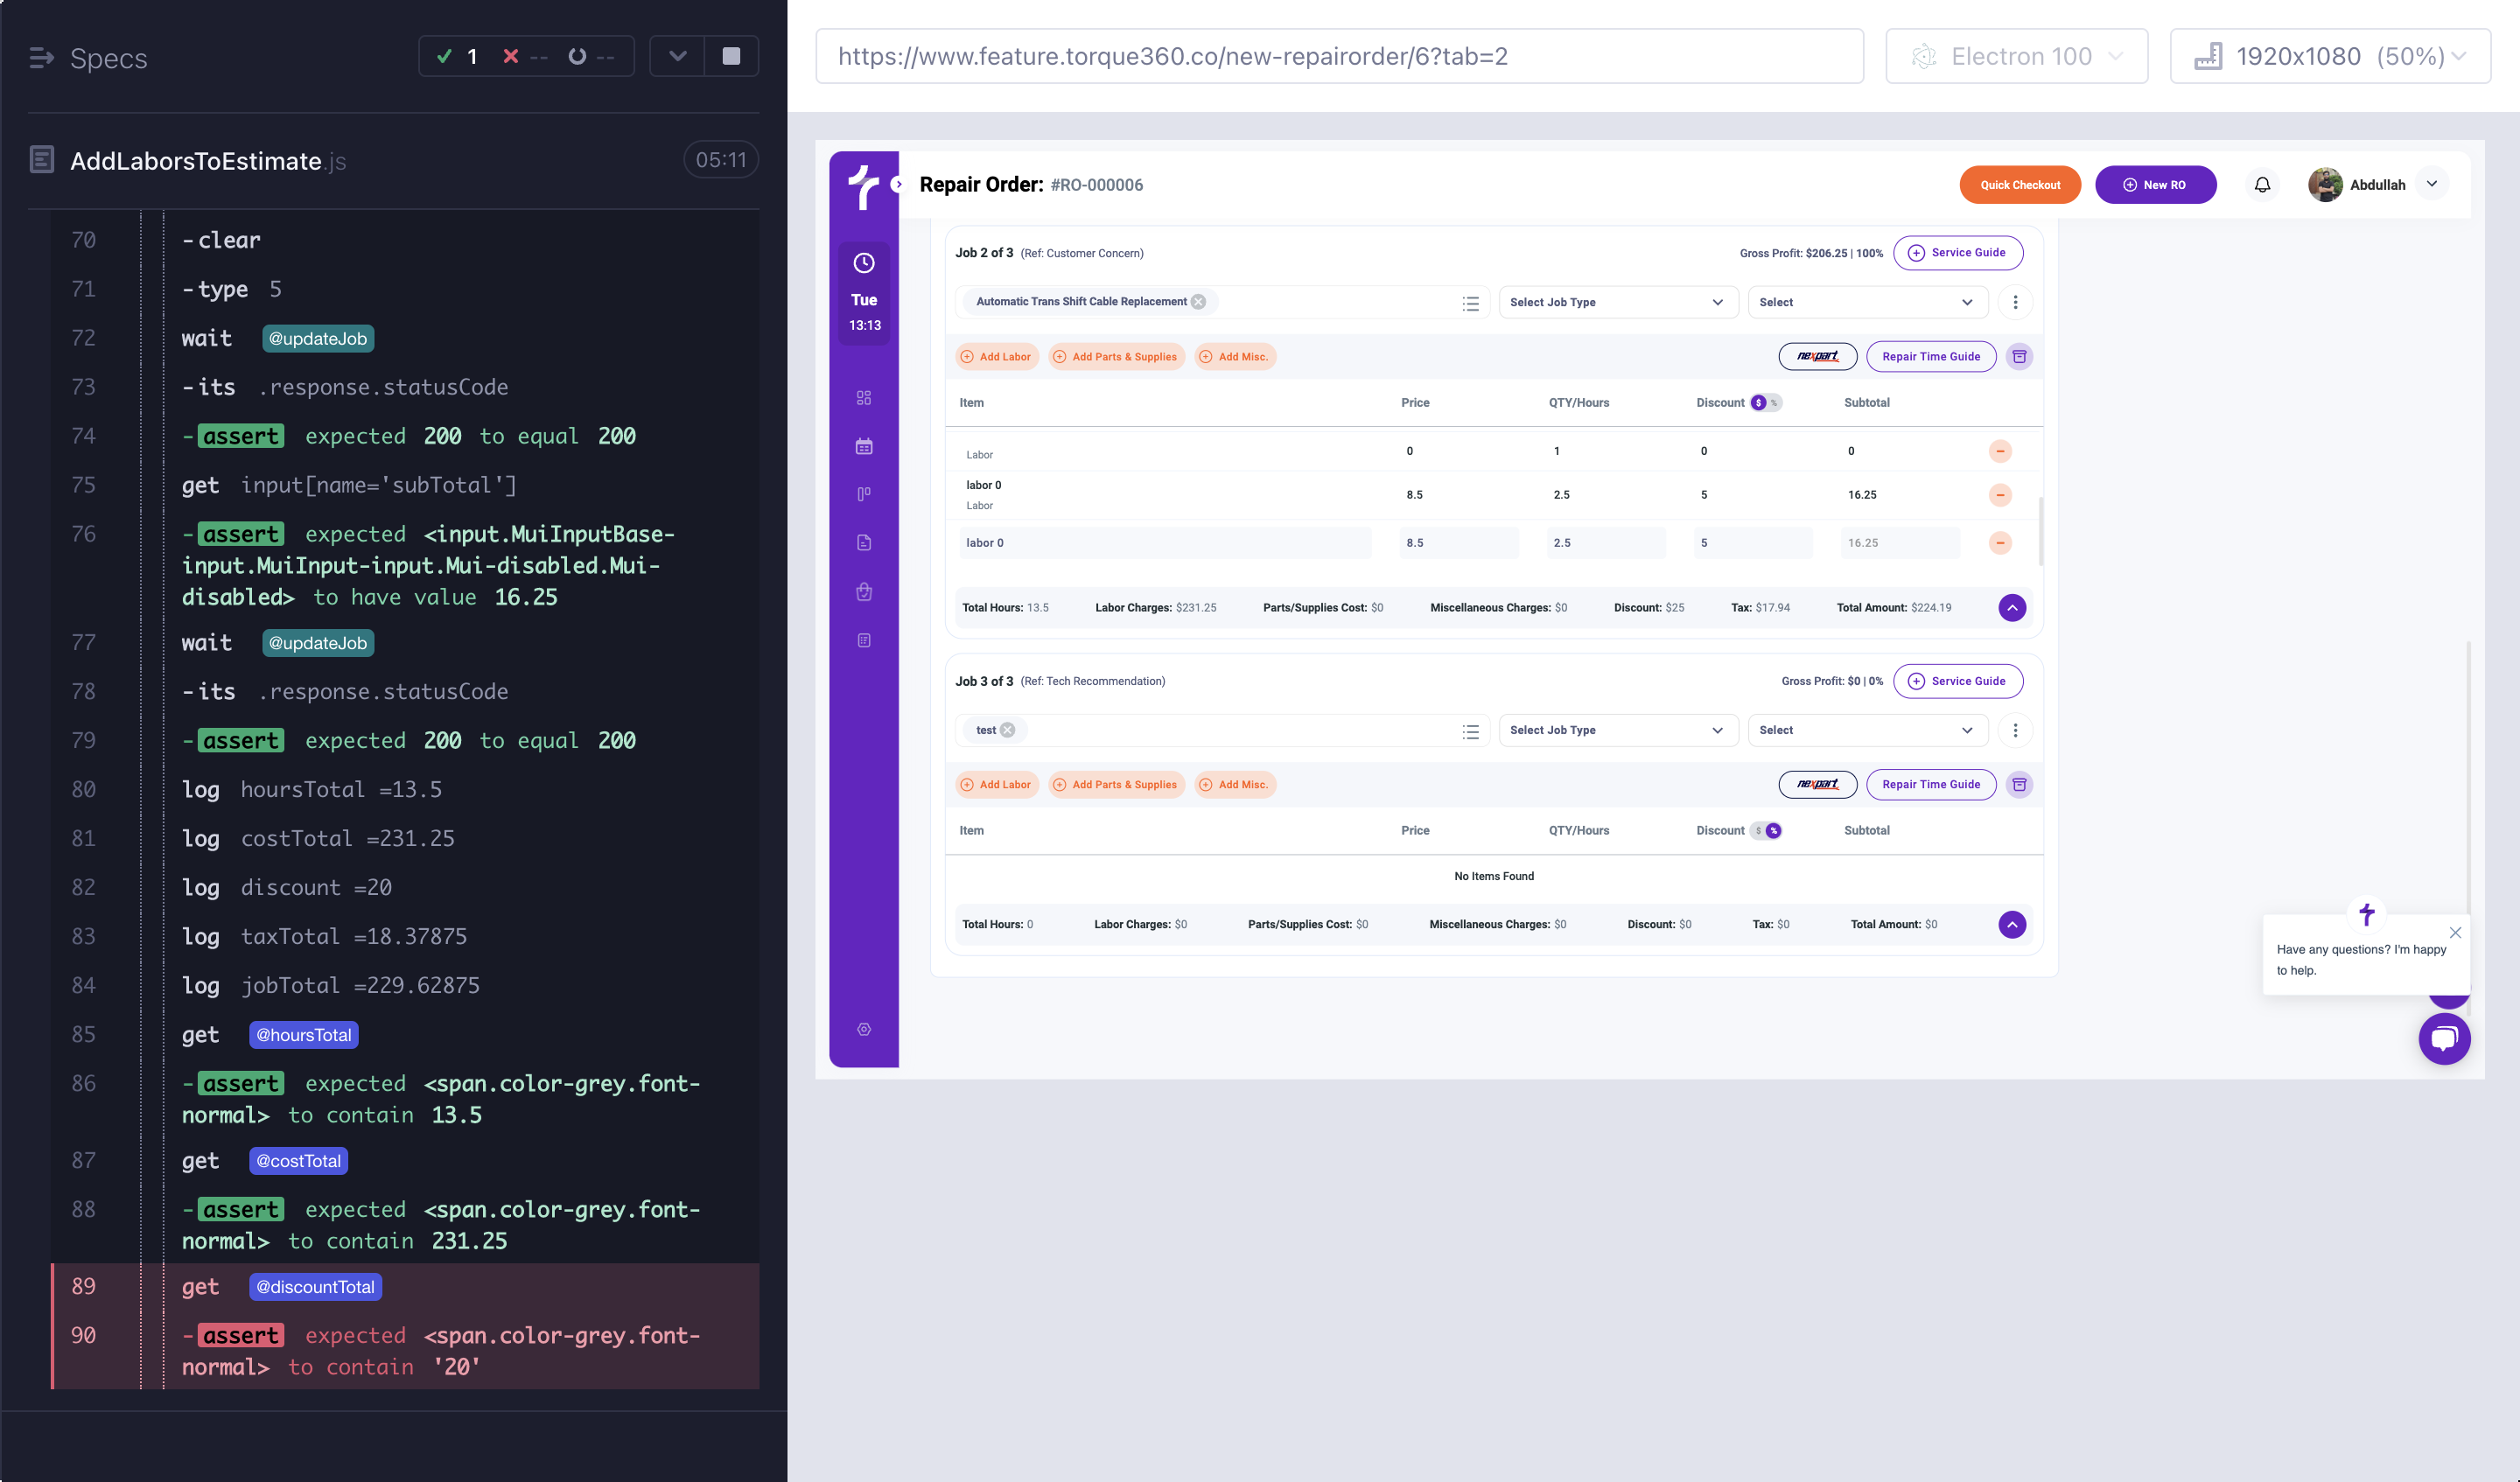 Specs
1 -- --
AddLaborsToEstimate.js
05:11
70 -clear
71 -type 5
72 wait @updateJob
73 -its .response.statusCode
74 -assert expected 200 to equal 200
75 get input[name='subTotal']
76 -assert expected <input.MuiInputBase-
input.MuiInput-input.Mui-disabled.Mui-
disabled> to have value 16.25
77 wait @updateJob
78 -its .response.statusCode
79 -assert expected 200 to equal 200
80 log hoursTotal =13.5
81 log costTotal =231.25
82 log discount =20
83 log taxTotal =18.37875
84 log jobTotal =229.62875
85 get @hoursTotal
86 -assert expected <span.color-grey.font-
normal> to contain 13.5
87 get @costTotal
88 -assert expected <span.color-grey.font-
normal> to contain 231.25
89 get @discountTotal
90 -assert expected <span.color-grey.font-
normal> to contain '20'
https://www.feature.torque360.co/new-repairorder/6?tab=2
Electron 100
1920x1080 (50%)
Tue
13:13
Repair Order: #RO-000006
Quick Checkout
New RO
Abdullah
Job 2 of 3 (Ref: Customer Concern)
Gross Profit: $206.25 | 100%
Service Guide
Automatic Trans Shift Cable Replacement
Select Job Type
Select
Add Labor
Add Parts & Supplies
Add Misc.
nexpart
Repair Time Guide
Item Price QTY/Hours Discount $ % Subtotal
Labor 0 1 0 0
labor 0 8.5 2.5 5 16.25
Labor
labor 0 8.5 2.5 5 16.25
Total Hours: 13.5 Labor Charges: $231.25 Parts/Supplies Cost: $0 Miscellaneous Charges: $0 Discount: $25 Tax: $17.94 Total Amount: $224.19
Job 3 of 3 (Ref: Tech Recommendation)
Gross Profit: $0 | 0%
Service Guide
test
Select Job Type
Select
Add Labor
Add Parts & Supplies
Add Misc.
nexpart
Repair Time Guide
Item Price QTY/Hours Discount $ % Subtotal
No Items Found
Total Hours: 0 Labor Charges: $0 Parts/Supplies Cost: $0 Miscellaneous Charges: $0 Discount: $0 Tax: $0 Total Amount: $0
Have any questions? I'm happy
to help.